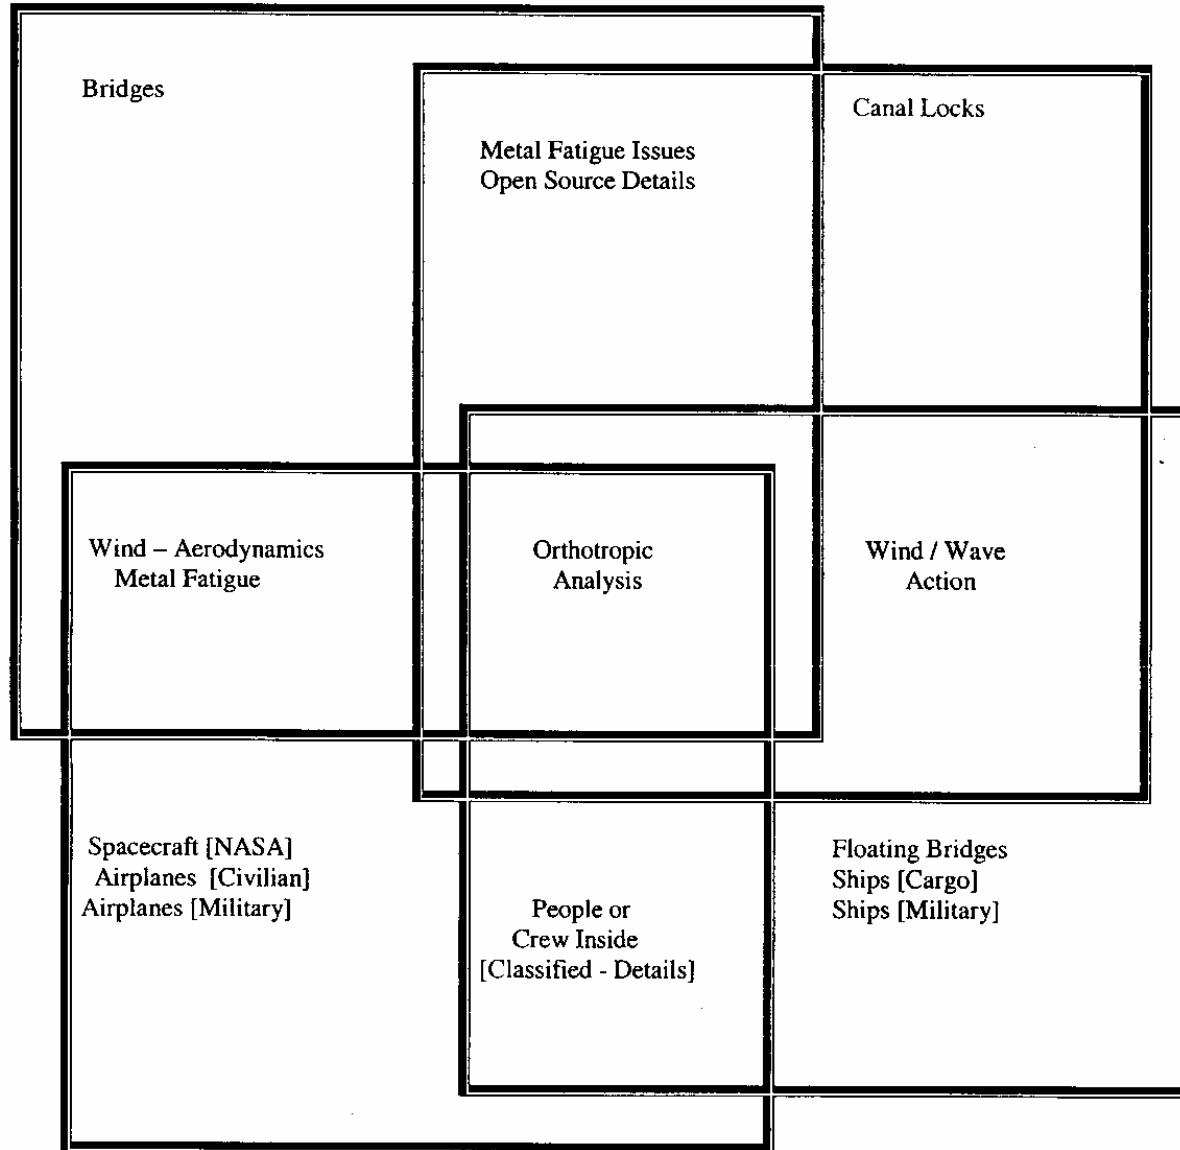 Bridges
Canal Locks
Metal Fatigue Issues
Open Source Details
Wind – Aerodynamics
Metal Fatigue
Orthotropic
Analysis
Wind / Wave
Action
Spacecraft [NASA]
Airplanes [Civilian]
Airplanes [Military]
People or
Crew Inside
[Classified - Details]
Floating Bridges
Ships [Cargo]
Ships [Military]